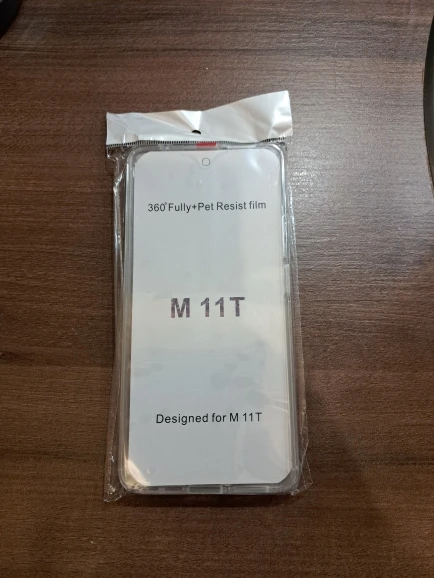 360°Fully+Pet Resist film
M 11T
Designed for M 11T